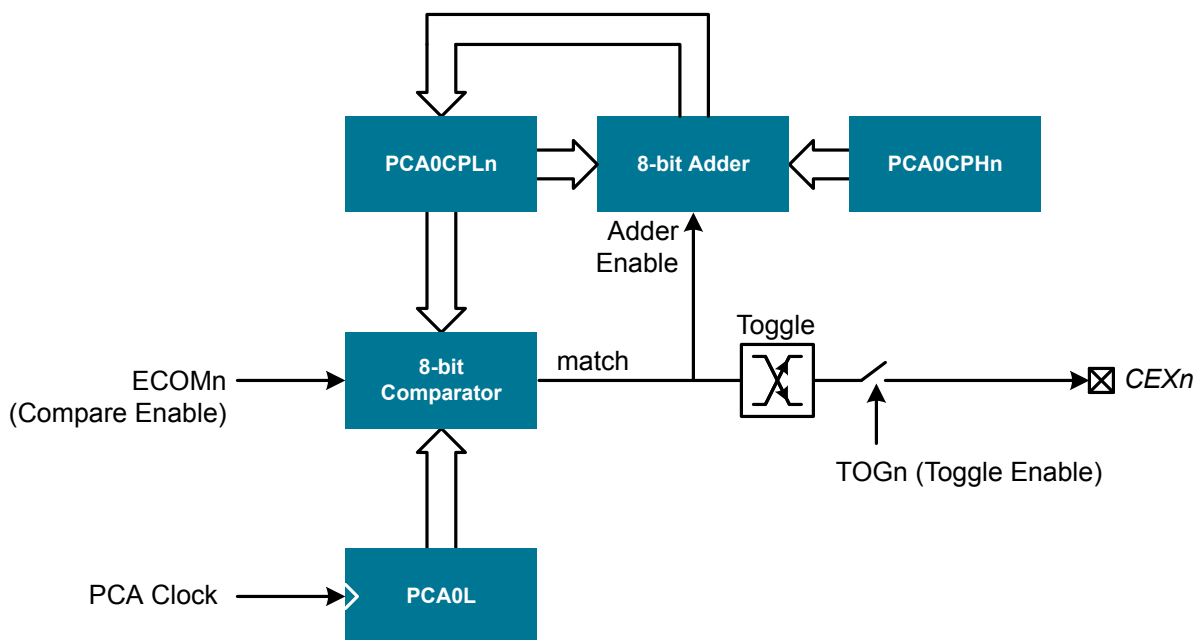 PCA0CPLn
8-bit Adder
PCA0CPHn
Adder
Enable
Toggle
ECOMn
(Compare Enable)
8-bit
Comparator
match
CEXn
TOGn (Toggle Enable)
PCA Clock
PCA0L